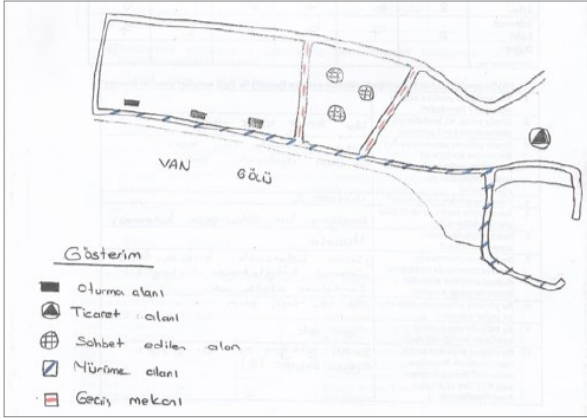 VAN GÖLÜ
Gösterim
Oturma alanı
Ticaret alanı
Sohbet edilen alan
Yürüme alanı
Geçiş mekanı